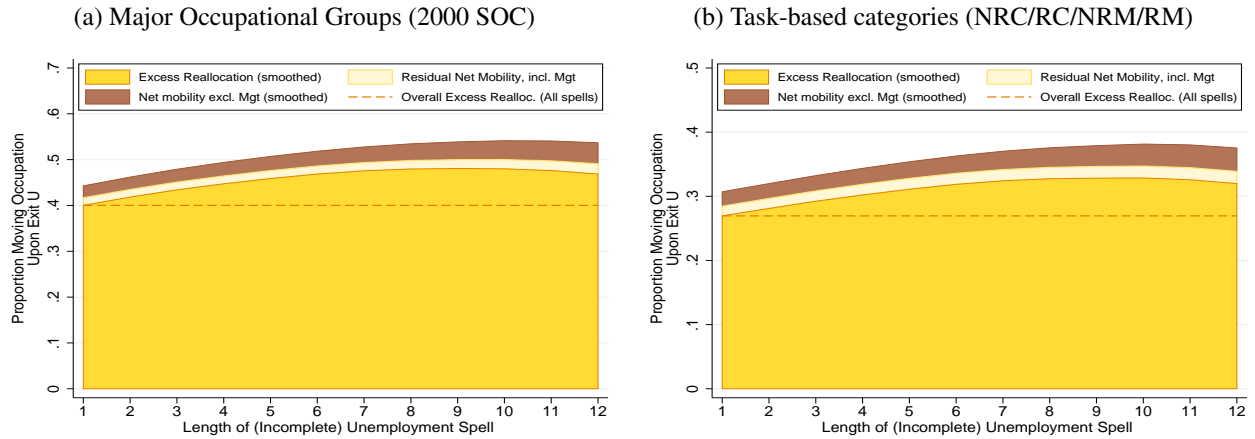 (a) Major Occupational Groups (2000 SOC)
Excess Reallocation (smoothed)
Residual Net Mobility, incl. Mgt
Net mobility excl. Mgt (smoothed)
Overall Excess Realloc. (All spells)
Proportion Moving Occupation
Upon Exit U
.7
.6
.5
.4
.3
.2
.1
0
1 2 3 4 5 6 7 8 9 10 11 12
Length of (Incomplete) Unemployment Spell
(b) Task-based categories (NRC/RC/NRM/RM)
Excess Reallocation (smoothed)
Residual Net Mobility, incl. Mgt
Net mobility excl. Mgt (smoothed)
Overall Excess Realloc. (All spells)
Proportion Moving Occupation
Upon Exit U
.5
.4
.3
.2
.1
0
1 2 3 4 5 6 7 8 9 10 11 12
Length of (Incomplete) Unemployment Spell